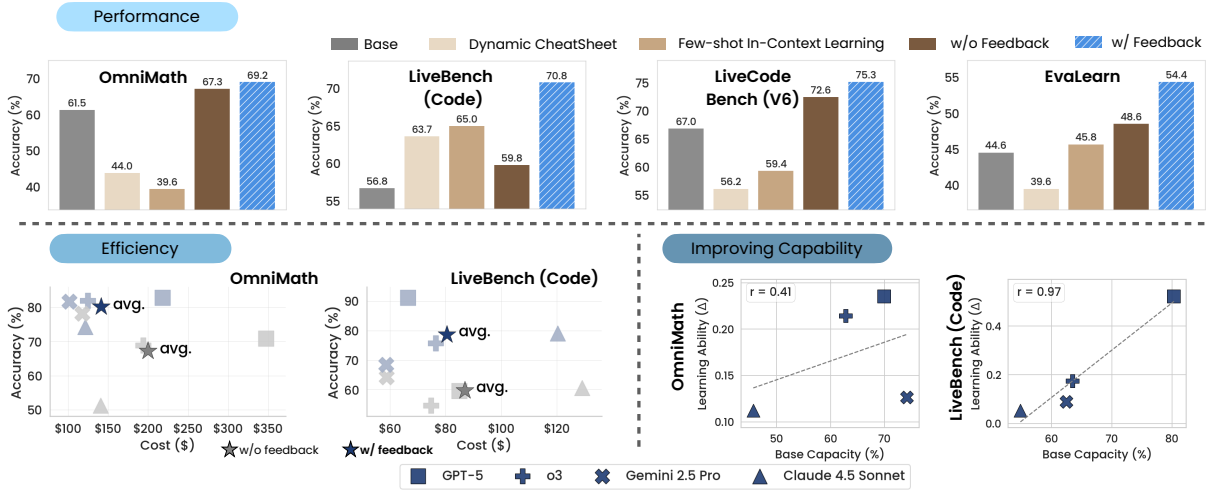 Performance
Base
Dynamic CheatSheet
Few-shot In-Context Learning
w/o Feedback
w/ Feedback
OmniMath
Accuracy (%)
70
60
50
40
61.5
44.0
39.6
67.3
69.2
LiveBench
(Code)
Accuracy (%)
70
65
60
55
56.8
63.7
65.0
59.8
70.8
LiveCode
Bench (V6)
Accuracy (%)
75
70
65
60
55
67.0
56.2
59.4
72.6
75.3
EvaLearn
Accuracy (%)
55
50
45
40
44.6
39.6
45.8
48.6
54.4
Efficiency
OmniMath
Accuracy (%)
80
70
60
50
avg.
avg.
$100
$150
$200
$250
$300
$350
Cost ($)
LiveBench (Code)
Accuracy (%)
90
80
70
60
avg.
avg.
$60
$80
$100
$120
Cost ($)
w/o feedback
w/ feedback
Improving Capability
OmniMath
Learning Ability (Δ)
0.25
0.20
0.15
0.10
r = 0.41
50
60
70
Base Capacity (%)
LiveBench (Code)
Learning Ability (Δ)
0.4
0.2
0.0
r = 0.97
60
70
80
Base Capacity (%)
GPT-5
o3
Gemini 2.5 Pro
Claude 4.5 Sonnet